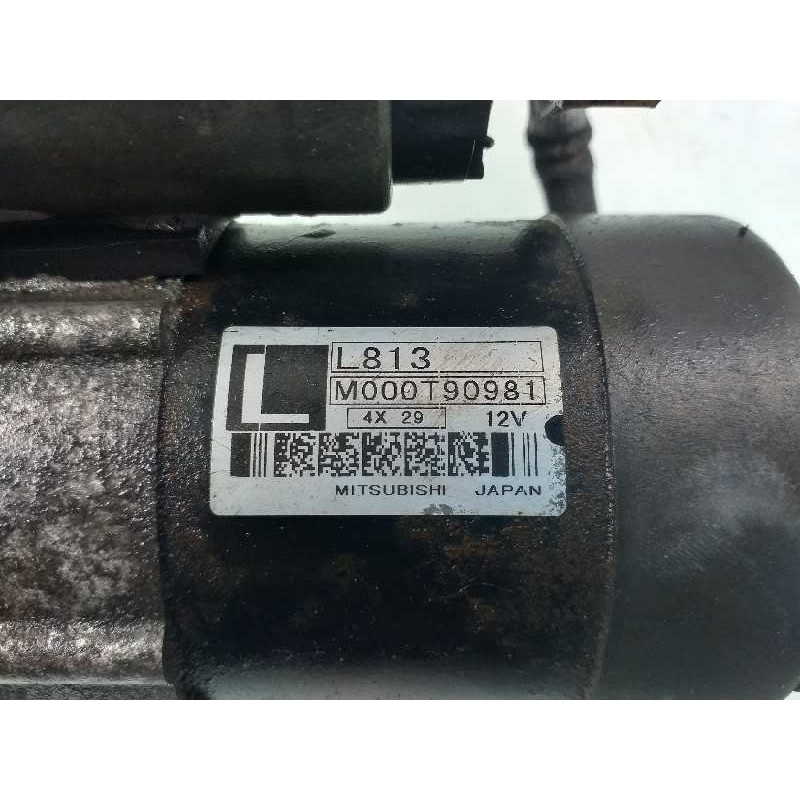 L
L813
M000T90981
4X 29 12V
MITSUBISHI JAPAN